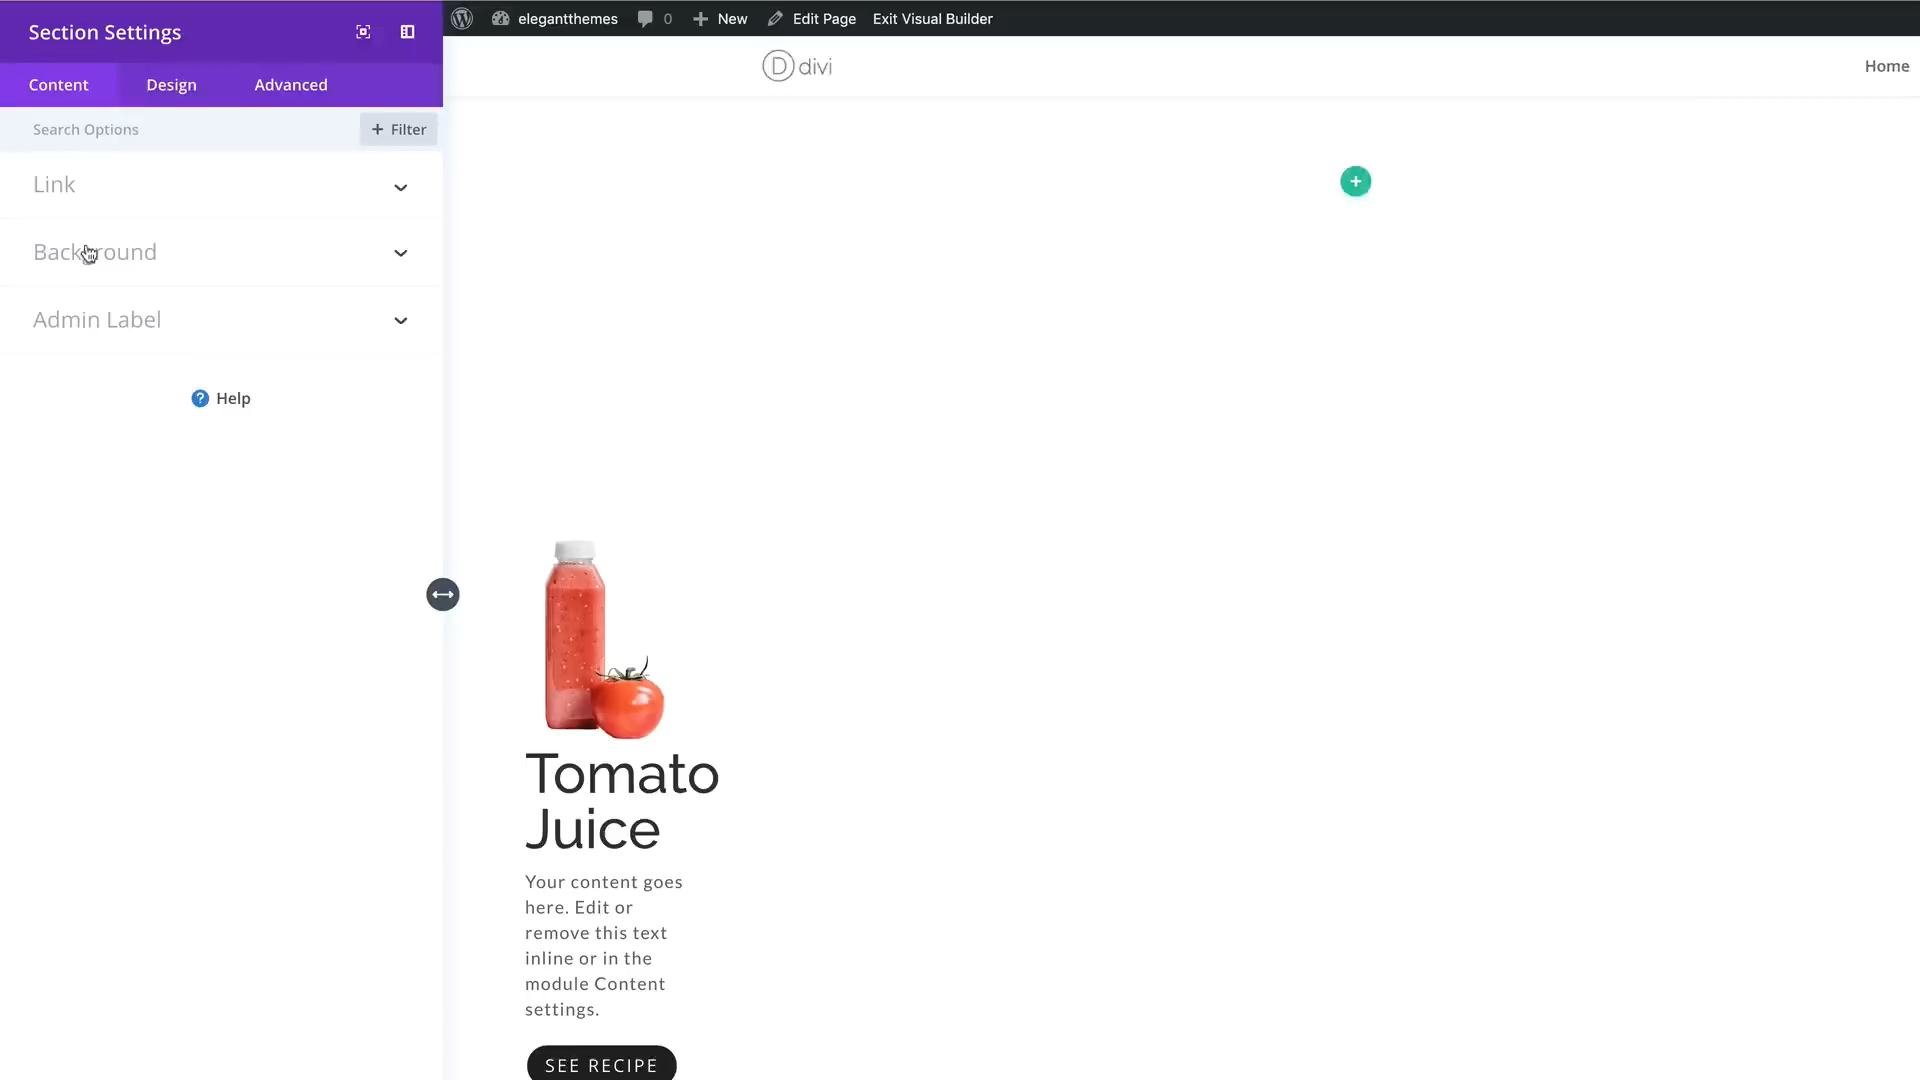 Section Settings
Content Design Advanced
Search Options + Filter
Link
Background
Admin Label
? Help
elegantthemes 0 + New Edit Page Exit Visual Builder
D divi
Home
+
Tomato
Juice
Your content goes
here. Edit or
remove this text
inline or in the
module Content
settings.
SEE RECIPE